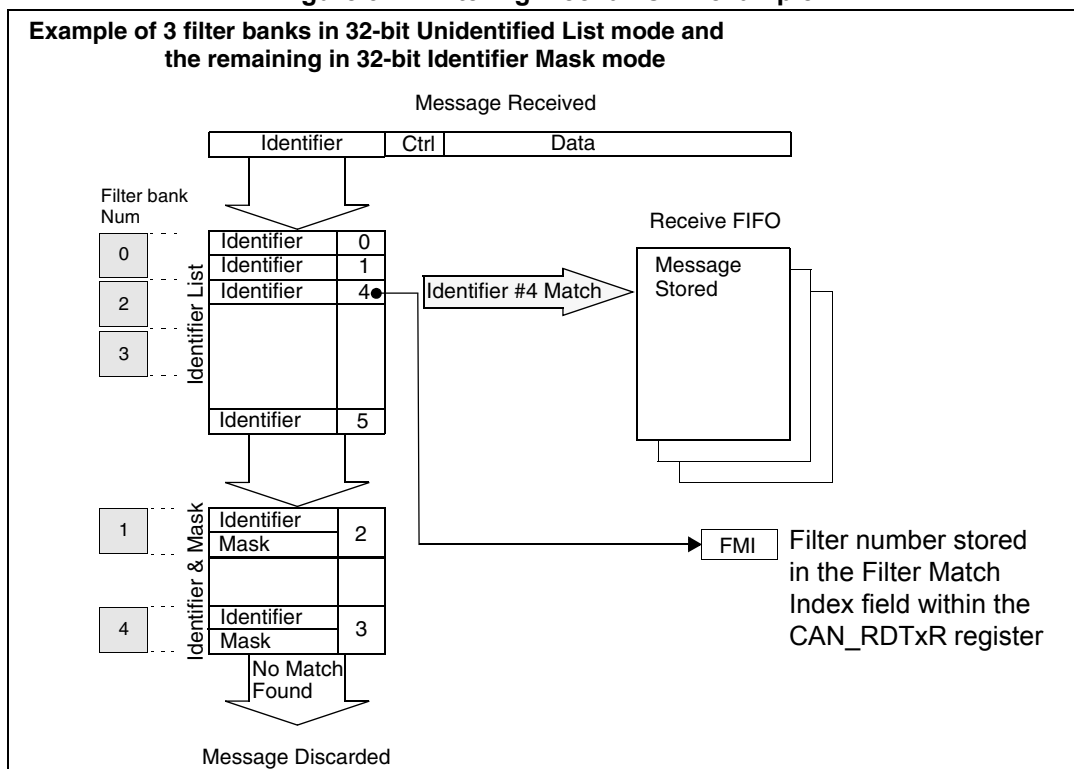 Example of 3 filter banks in 32-bit Unidentified List mode and
the remaining in 32-bit Identifier Mask mode
Message Received
Identifier Ctrl Data
Filter bank
Num
Receive FIFO
0
2
3
Identifier List
Identifier 0
Identifier 1
Identifier 4
Identifier 5
Identifier #4 Match
Message
Stored
1
4
Identifier & Mask
Identifier
Mask
2
Identifier
Mask
3
FMI
Filter number stored
in the Filter Match
Index field within the
CAN_RDTxR register
No Match
Found
Message Discarded